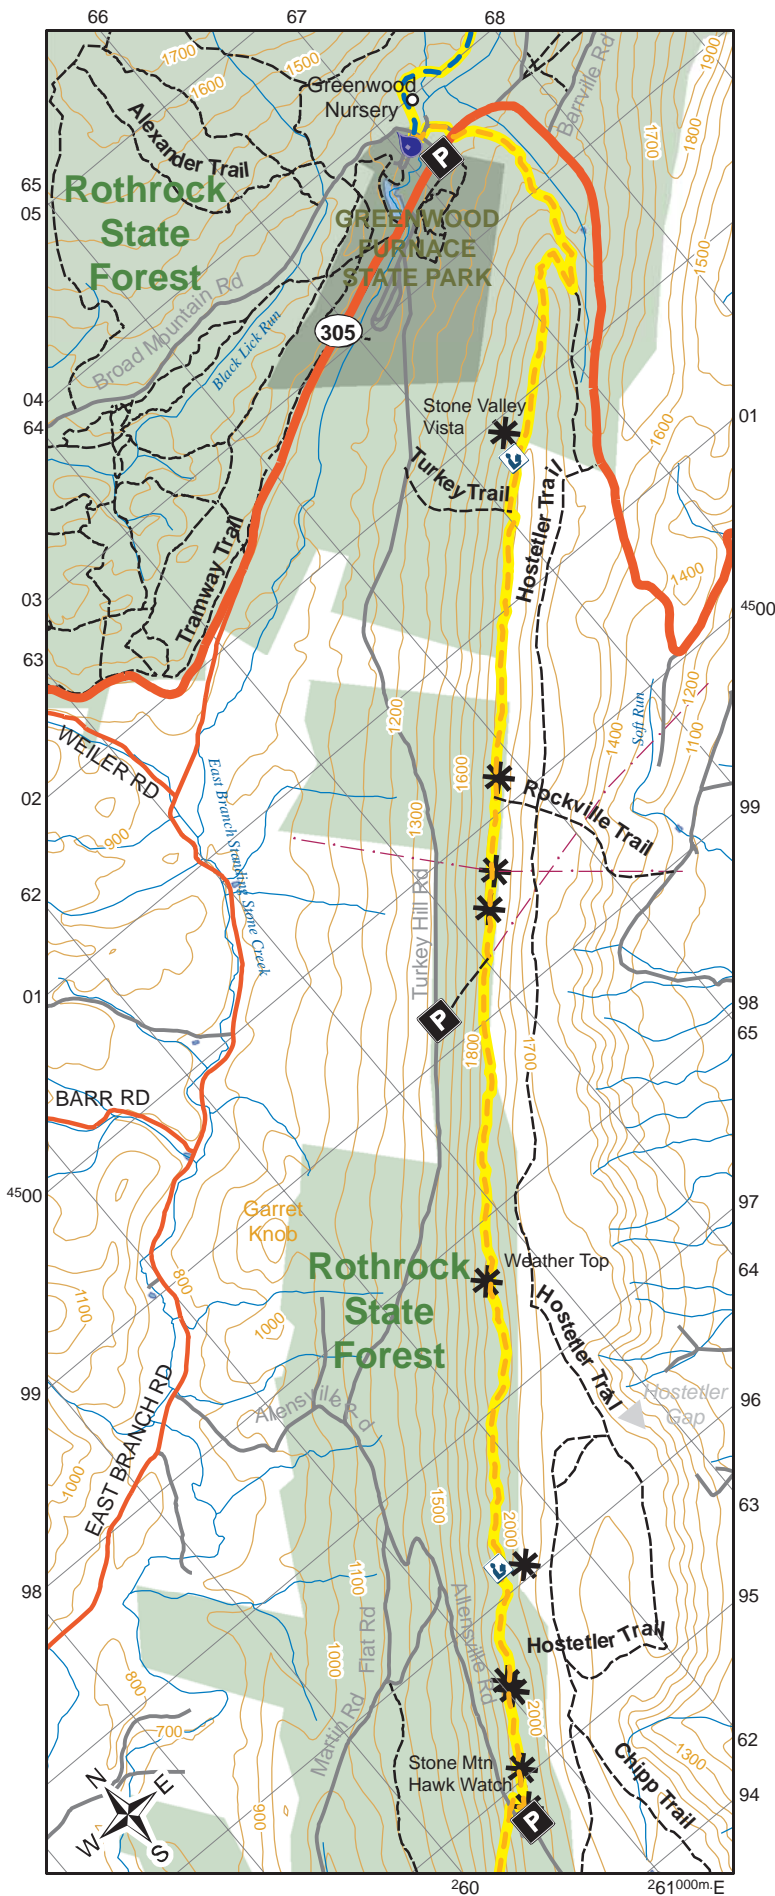 66
67
68
1700
1600
1500
1900
1800
1700
Greenwood
Nursery
Barrville Rd
Alexander Trail
P
65
05
Rothrock
State
Forest
GREENWOOD
FURNACE
STATE PARK
1500
Broad Mountain Rd
Black Lick Run
305
04
64
Stone Valley
Vista
01
1600
Turkey Trail
Hostetler Trail
Tramway Trail
1400
03
4500
63
1200
1200
Soft Run
1400
1100
WEILER RD
East Branch Standing Stone Creek
1600
Rockville Trail
02
99
900
1300
62
Turkey Hill Rd
01
98
P
65
1800
1700
BARR RD
4500
97
Garret
Knob
Weather Top
64
800
Rothrock
State
Forest
1100
1000
Hostetler Trail
99
Hostetler
Gap
96
Allensville Rd
EAST BRANCH RD
1000
1500
2000
63
98
1100
Flat Rd
Allensville Rd
95
Hostetler Trail
1000
800
700
Martin Rd
2000
62
Stone Mtn
Hawk Watch
1300
Chipp Trail
94
N
E
W
S
900
P
260
261000m.E